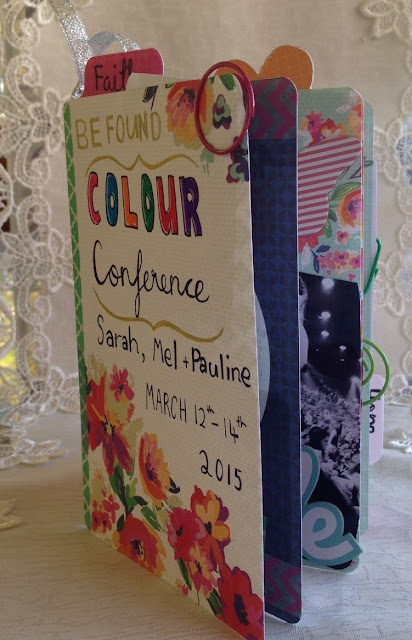 Faith
BE FOUND
COLOUR
Conference
Sarah, Mel + Pauline
MARCH 12th - 14th
2015